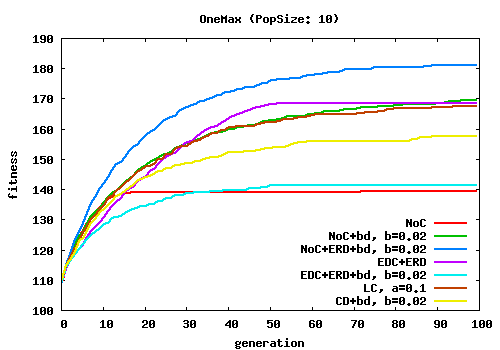 OneMax (PopSize: 10)
190
180
170
160
150
140
130
120
110
100
fitness
NoC
NoC+bd, b=0.02
NoC+ERD+bd, b=0.02
EDC+ERD
EDC+ERD+bd, b=0.02
LC, a=0.1
CD+bd, b=0.02
0 10 20 30 40 50 60 70 80 90 100
generation